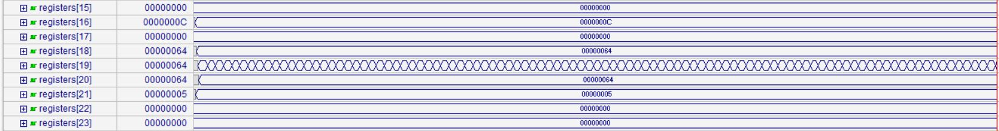 registers[15] 00000000 00000000
registers[16] 0000000C 0000000C
registers[17] 00000000 00000000
registers[18] 00000064 00000064
registers[19] 00000064
registers[20] 00000064 00000064
registers[21] 00000005 00000005
registers[22] 00000000 00000000
registers[23] 00000000 00000000